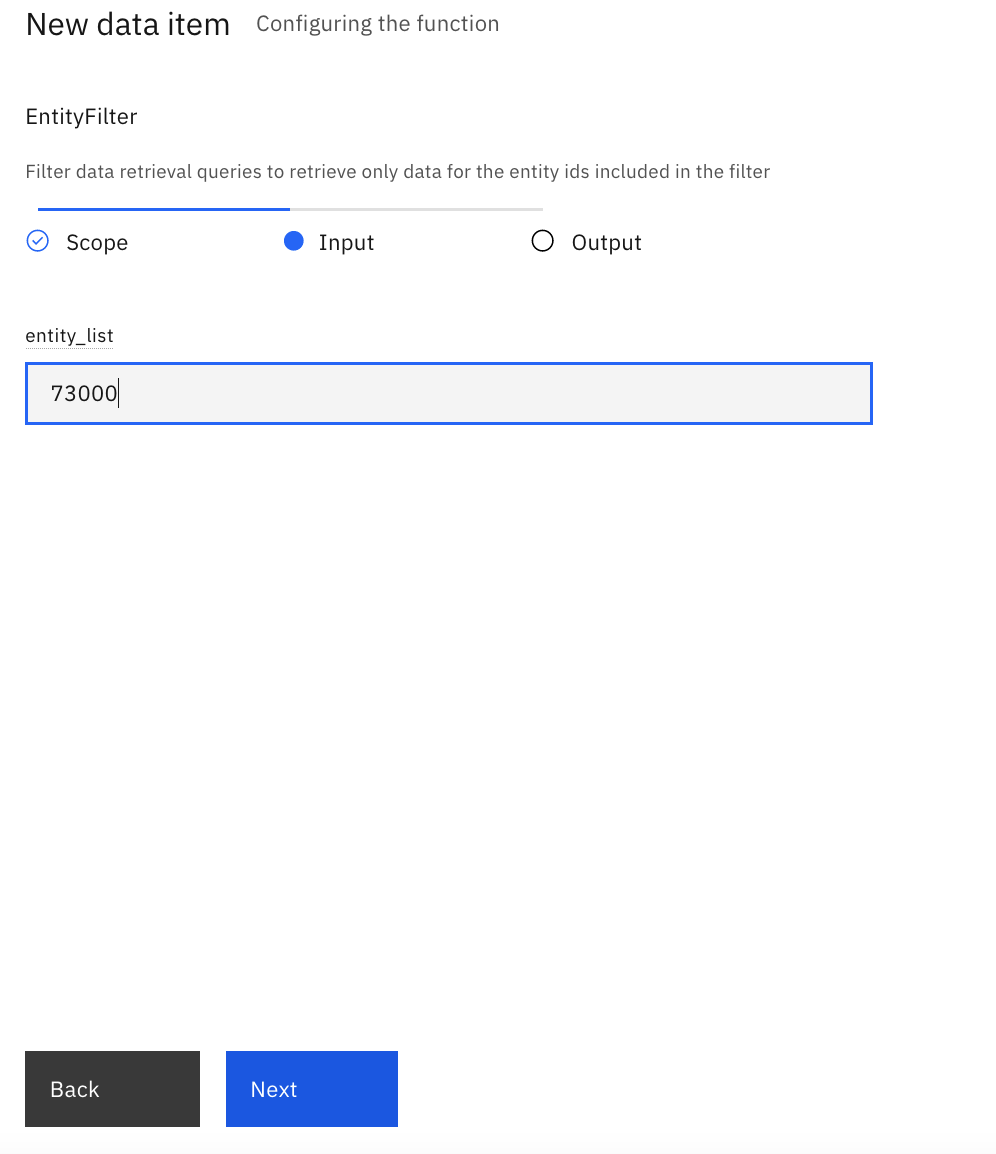 New data item Configuring the function
EntityFilter
Filter data retrieval queries to retrieve only data for the entity ids included in the filter
Scope Input Output
entity_list
73000
Back Next